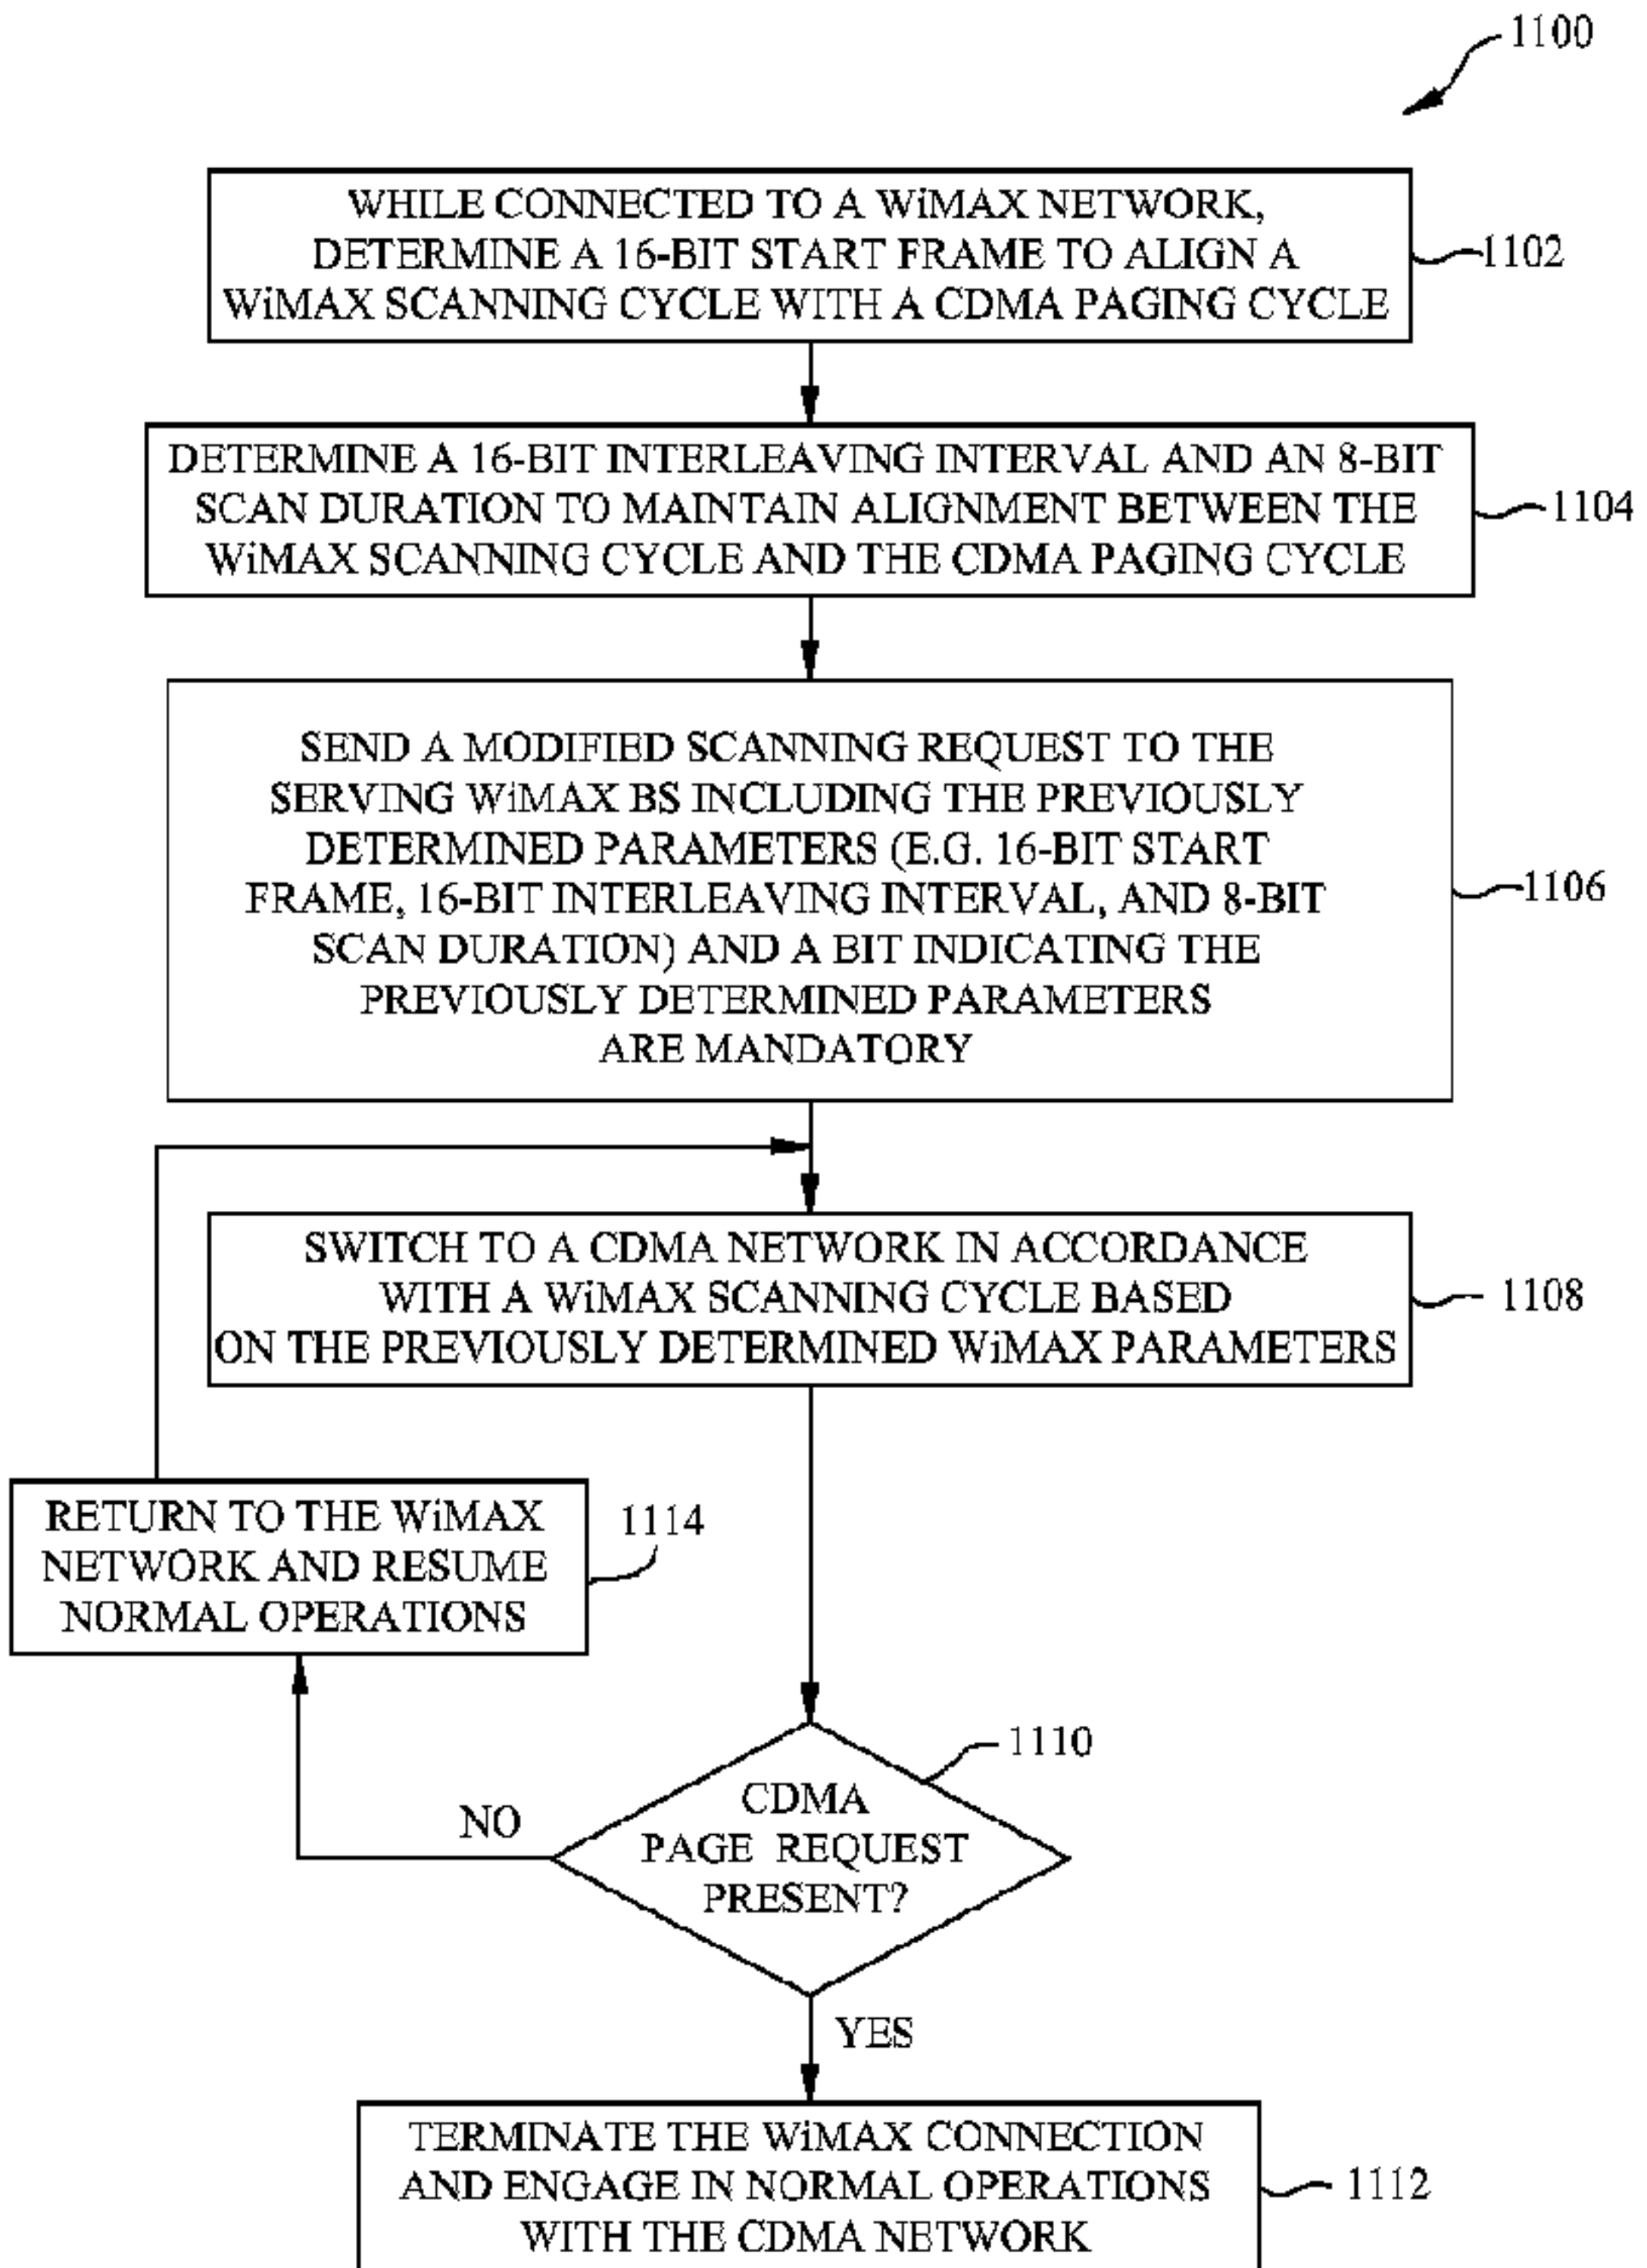 1100
WHILE CONNECTED TO A WiMAX NETWORK,
DETERMINE A 16-BIT START FRAME TO ALIGN A
WiMAX SCANNING CYCLE WITH A CDMA PAGING CYCLE
1102
DETERMINE A 16-BIT INTERLEAVING INTERVAL AND AN 8-BIT
SCAN DURATION TO MAINTAIN ALIGNMENT BETWEEN THE
WiMAX SCANNING CYCLE AND THE CDMA PAGING CYCLE
1104
SEND A MODIFIED SCANNING REQUEST TO THE
SERVING WiMAX BS INCLUDING THE PREVIOUSLY
DETERMINED PARAMETERS (E.G. 16-BIT START
FRAME, 16-BIT INTERLEAVING INTERVAL, AND 8-BIT
SCAN DURATION) AND A BIT INDICATING THE
PREVIOUSLY DETERMINED PARAMETERS
ARE MANDATORY
1106
SWITCH TO A CDMA NETWORK IN ACCORDANCE
WITH A WiMAX SCANNING CYCLE BASED
ON THE PREVIOUSLY DETERMINED WiMAX PARAMETERS
1108
RETURN TO THE WiMAX
NETWORK AND RESUME
NORMAL OPERATIONS
1114
CDMA
PAGE REQUEST
PRESENT?
1110
NO
YES
TERMINATE THE WiMAX CONNECTION
AND ENGAGE IN NORMAL OPERATIONS
WITH THE CDMA NETWORK
1112